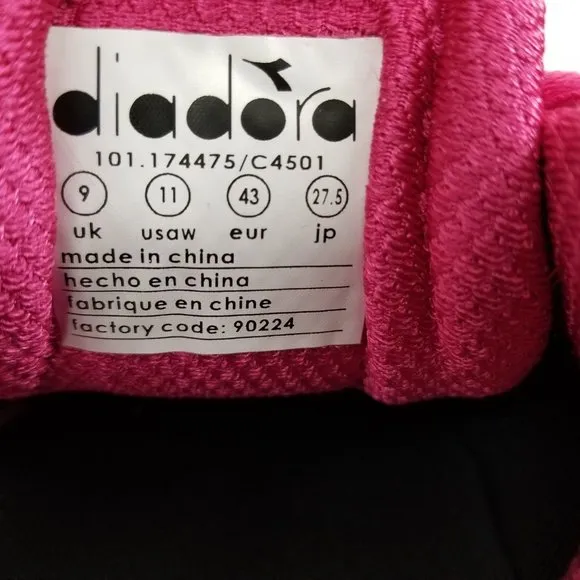 diadora
101.174475/C4501
9 11 43 27.5
uk usaw eur jp
made in china
hecho en china
fabrique en chine
factory code: 90224